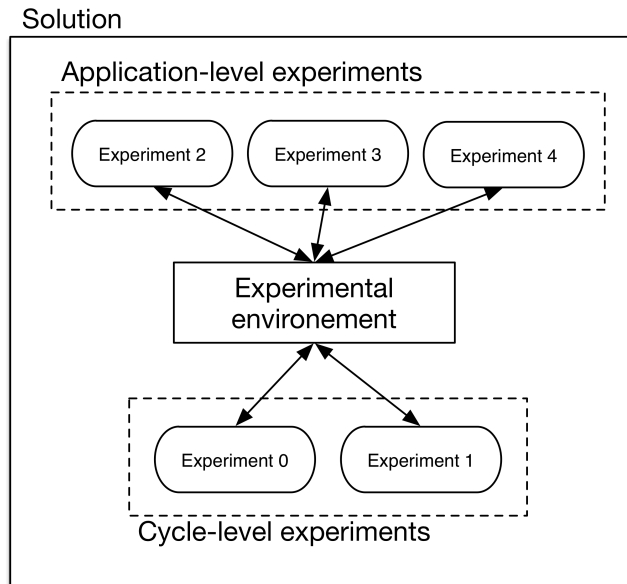 Solution
Application-level experiments
Experiment 2
Experiment 3
Experiment 4
Experimental
environement
Experiment 0
Experiment 1
Cycle-level experiments